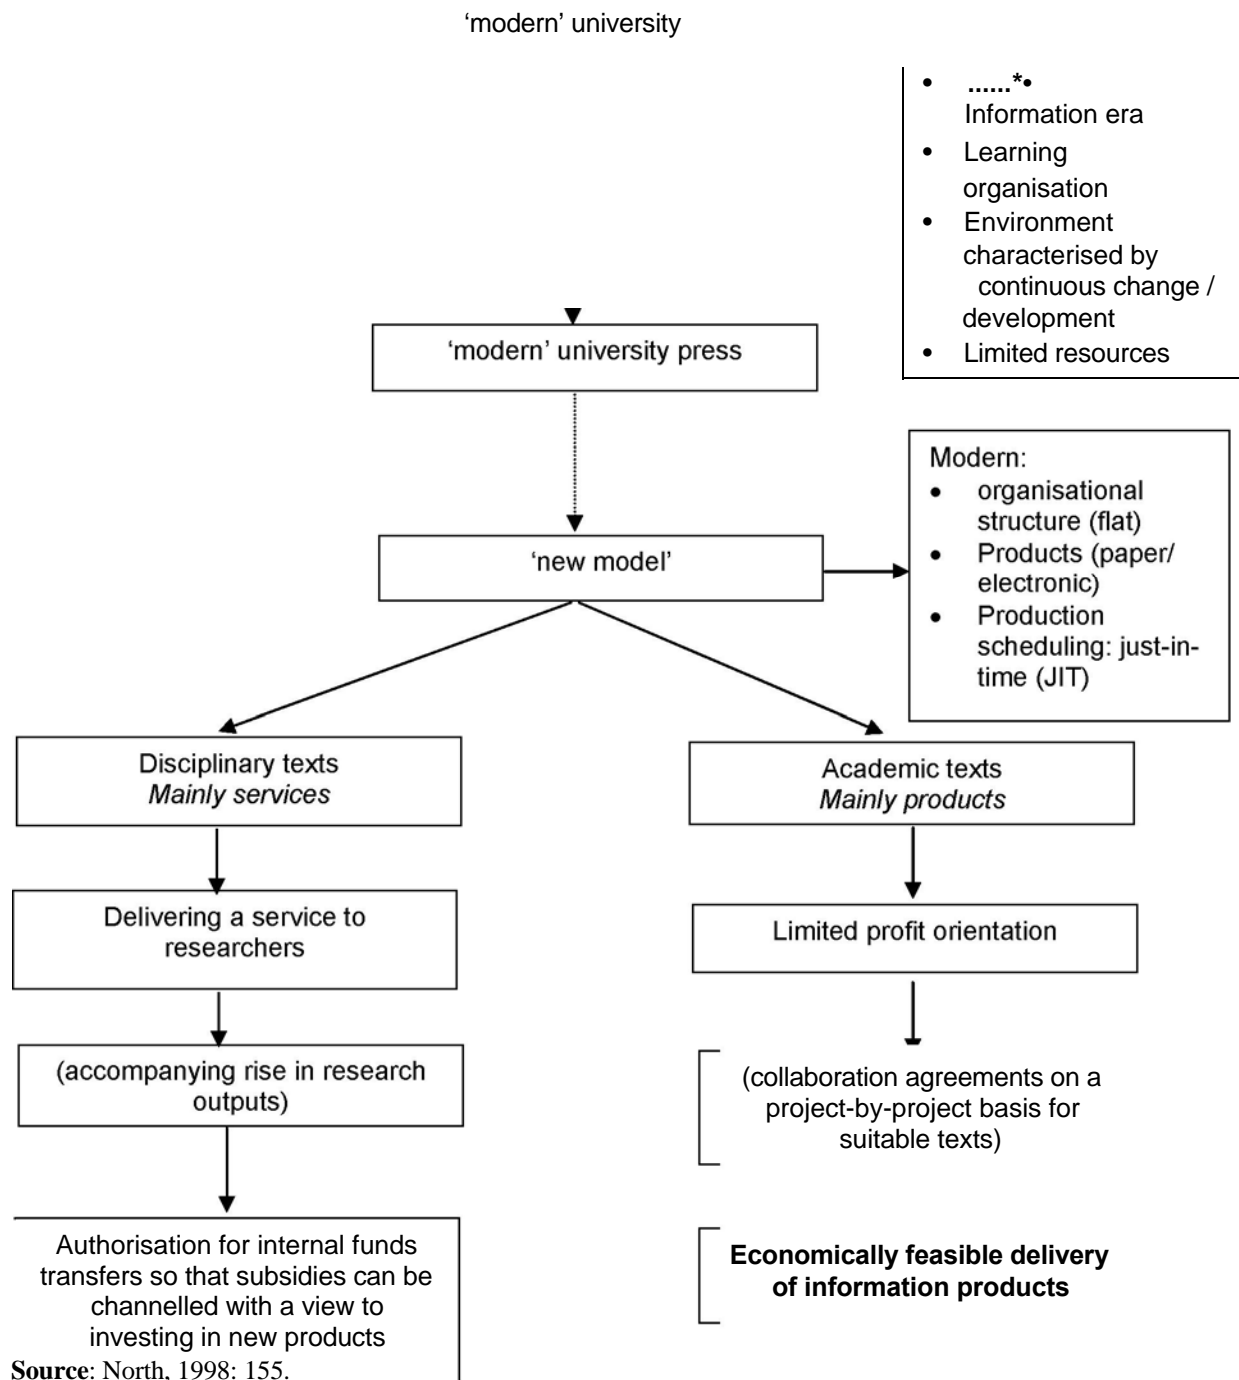 ‘modern’ university
• ......*•
Information era
• Learning
organisation
• Environment
characterised by
continuous change /
development
• Limited resources
‘modern’ university press
‘new model’
Modern:
• organisational
structure (flat)
• Products (paper/
electronic)
• Production
scheduling: just-in-
time (JIT)
Disciplinary texts
Mainly services
Academic texts
Mainly products
Delivering a service to
researchers
Limited profit orientation
(accompanying rise in research
outputs)
(collaboration agreements on a
project-by-project basis for
suitable texts)
Authorisation for internal funds
transfers so that subsidies can be
channelled with a view to
investing in new products
Economically feasible delivery
of information products
Source: North, 1998: 155.